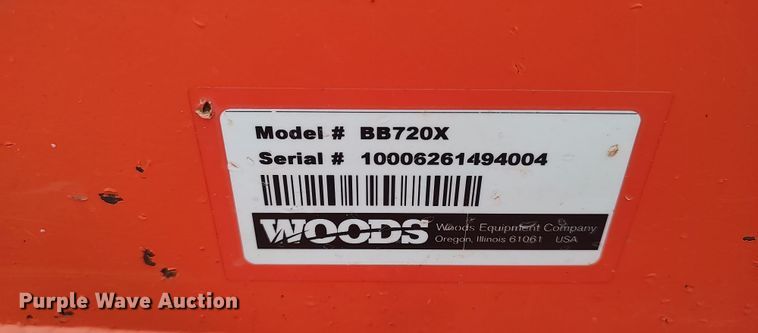 Model # BB720X
Serial # 10006261494004
WOODS Woods Equipment Company
Oregon, Illinois 61061 USA
Purple Wave Auction